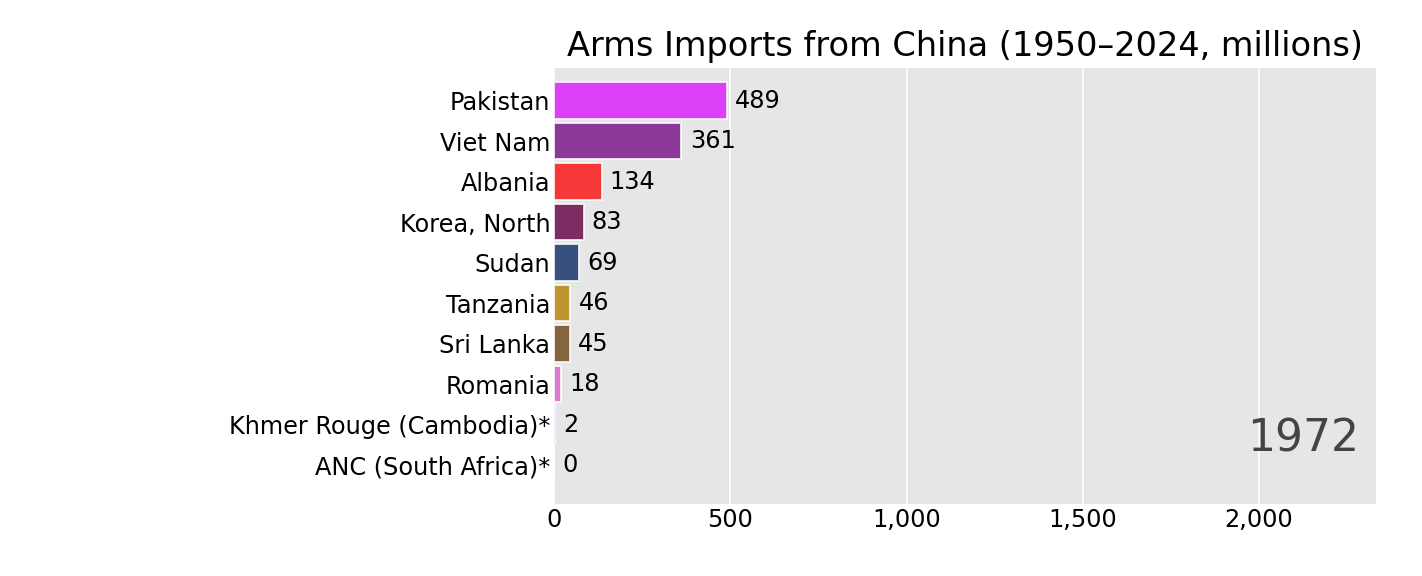 Arms Imports from China (1950–2024, millions)
Pakistan 489
Viet Nam 361
Albania 134
Korea, North 83
Sudan 69
Tanzania 46
Sri Lanka 45
Romania 18
Khmer Rouge (Cambodia)* 2
ANC (South Africa)* 0
1972
0 500 1,000 1,500 2,000